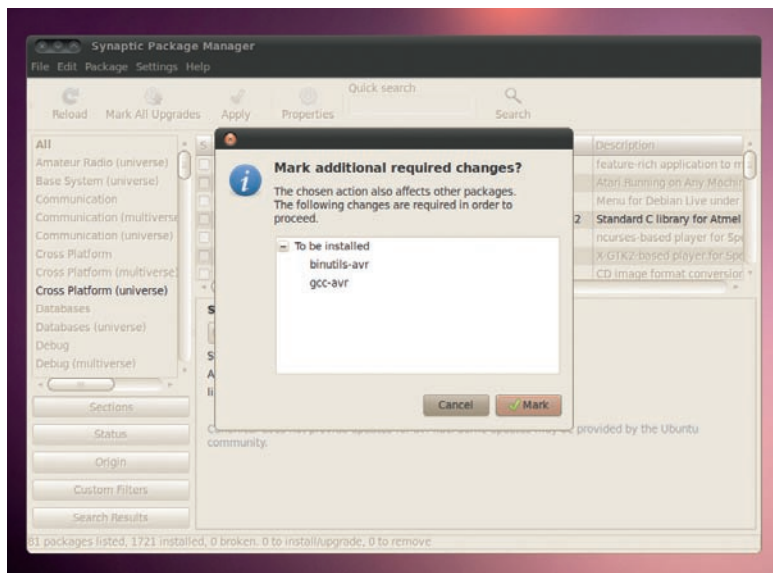 Synaptic Package Manager
File Edit Package Settings Help
Quick search
Reload Mark All Upgrades Apply Properties Search
All
Amateur Radio (universe)
Base System (universe)
Communication
Communication (multiverse
Communication (universe)
Cross Platform
Cross Platform (multiverse
Cross Platform (universe)
Databases
Databases (universe)
Debug
Debug (multiverse)
Sections
Status
Origin
Custom Filters
Search Results
S
Description
feature-rich application to m
Atari Running on Any Machin
Menu for Debian Live under
2 Standard C library for Atmel
ncurses-based player for Spo
X-GTK2-based player for Spe
CD image format conversion
Mark additional required changes?
The chosen action also affects other packages.
The following changes are required in order to
proceed.
To be installed
binutils-avr
gcc-avr
Cancel Mark
S
S
A
li
provided by the Ubuntu
community.
81 packages listed, 1721 installed, 0 broken. 0 to install/upgrade, 0 to remove